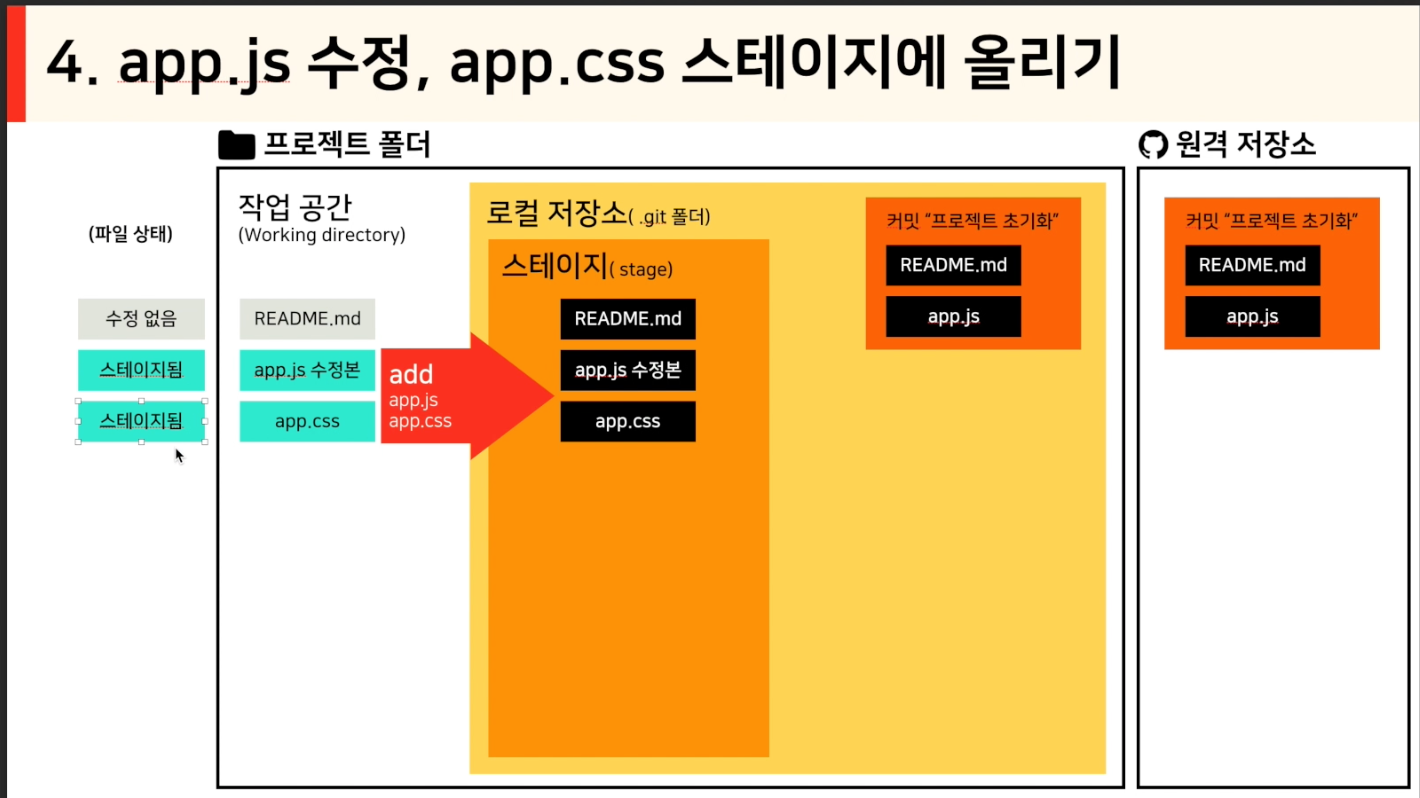 4. app.js 수정, app.css 스테이지에 올리기
프로젝트 폴더
원격 저장소
(파일 상태)
수정 없음
스테이지됨
스테이지됨
작업 공간
(Working directory)
README.md
app.js 수정본
app.css
add
app.js
app.css
로컬 저장소( .git 폴더)
스테이지( stage)
README.md
app.js 수정본
app.css
커밋 “프로젝트 초기화”
README.md
app.js
커밋 “프로젝트 초기화”
README.md
app.js